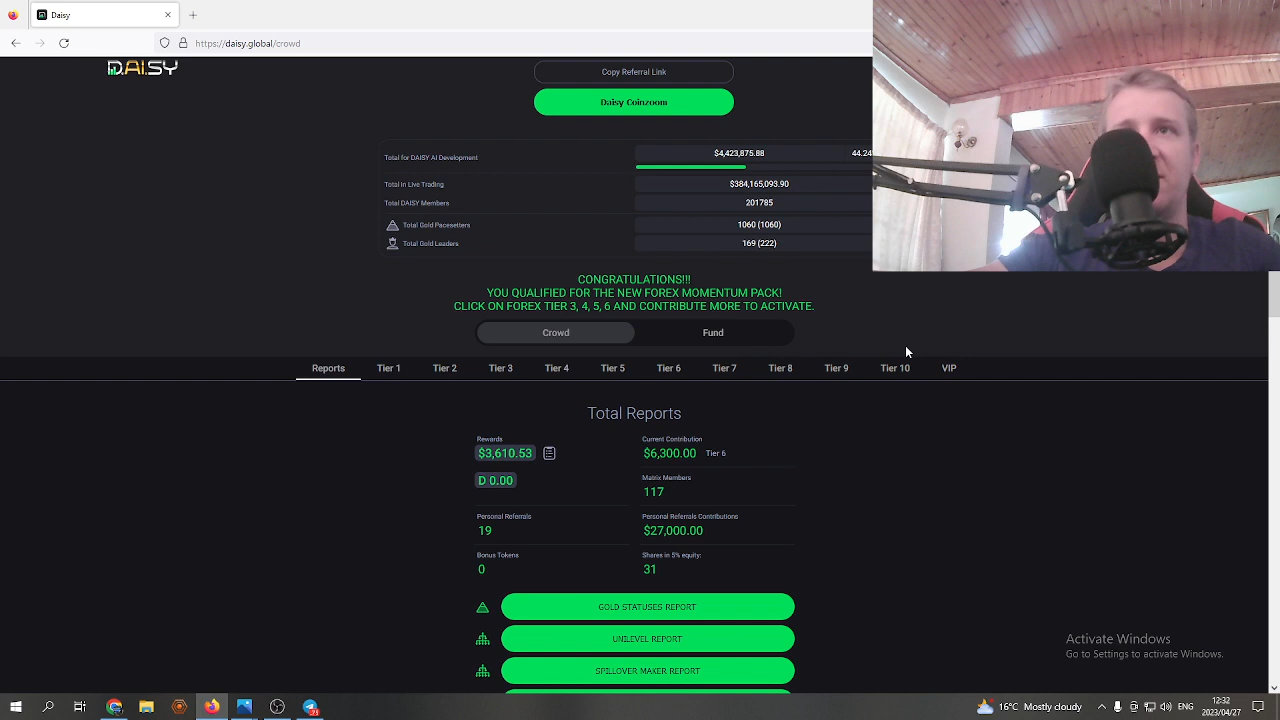 Daisy
https://daisy.global/crowd
DAISY
Copy Referral Link
Daisy Coinzoom
Total for DAISY AI Development $4,423,875.88 44.24
Total in Live Trading $384,165,093.90
Total DAISY Members 201785
Total Gold Pacesetters 1060 (1060)
Total Gold Leaders 169 (222)
CONGRATULATIONS!!!
YOU QUALIFIED FOR THE NEW FOREX MOMENTUM PACK!
CLICK ON FOREX TIER 3, 4, 5, 6 AND CONTRIBUTE MORE TO ACTIVATE.
Crowd Fund
Reports Tier 1 Tier 2 Tier 3 Tier 4 Tier 5 Tier 6 Tier 7 Tier 8 Tier 9 Tier 10 VIP
Total Reports
Rewards Current Contribution
$3,610.53 $6,300.00 Tier 6
D 0.00 Matrix Members
117
Personal Referrals Personal Referrals Contributions
19 $27,000.00
Bonus Tokens Shares in 5% equity:
0 31
GOLD STATUSES REPORT
UNILEVEL REPORT
SPILLOVER MAKER REPORT
Activate Windows
Go to Settings to activate Windows.
15°C Mostly cloudy ENG 12:32
2023/04/27